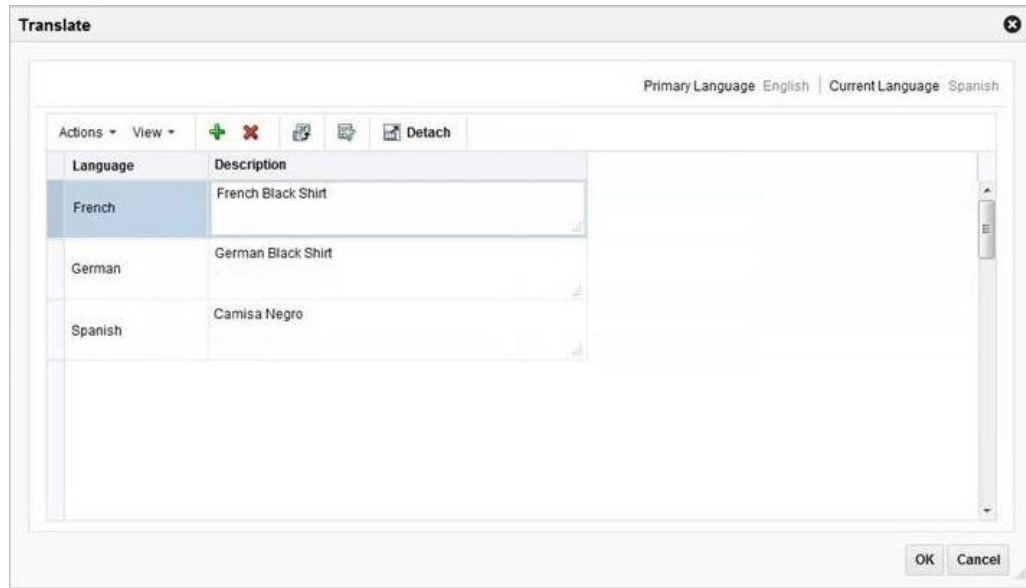 Translate
Primary Language English Current Language Spanish
Actions View Detach
Language Description
French French Black Shirt
German German Black Shirt
Spanish Camisa Negro
OK Cancel